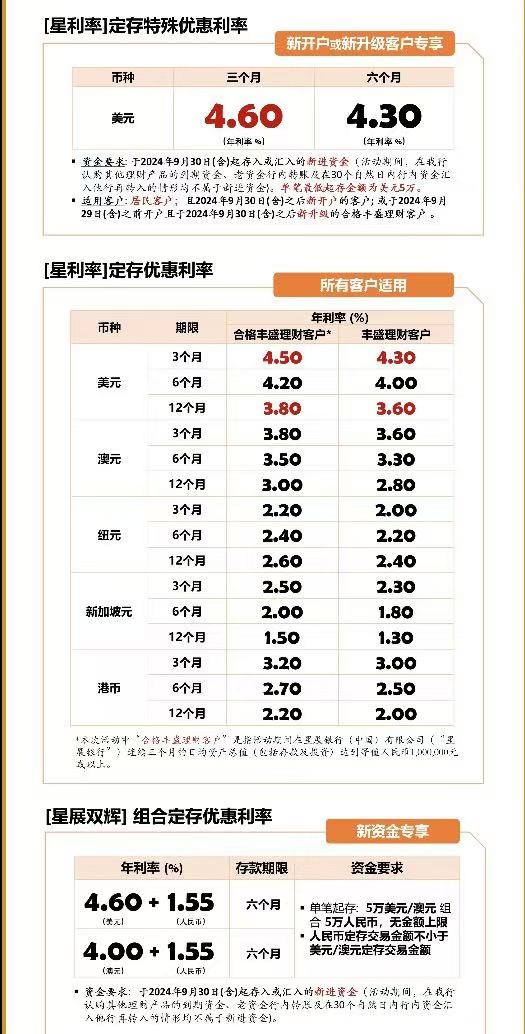 [星利率]定存特殊优惠利率
新开户或新升级客户专享
币种 三个月 六个月
美元 4.60 4.30
(年利率 %) (年利率 %)
▪ 资金要求: 于2024年9月30日(含)起存入或汇入的新进资金 (活动期间，在我行
认购其他理财产品的到期资金、老资金行内转账及在30个自然日内行内资金汇
入他行再转入的情形均不属于新进资金)。单笔最低起存金额为美元5万。
▪ 适用客户: 居民客户； 且2024年9月30日(含)之后新开户的客户; 或于2024年9月
29日(含)之前开户,且于2024年9月30日(含)之后新升级的合格丰盛理财客户 。
[星利率]定存优惠利率
所有客户适用
币种 期限 年利率 (%)
合格丰盛理财客户* 丰盛理财客户
美元 3个月 4.50 4.30
6个月 4.20 4.00
12个月 3.80 3.60
澳元 3个月 3.80 3.60
6个月 3.50 3.30
12个月 3.00 2.80
纽元 3个月 2.20 2.00
6个月 2.40 2.20
12个月 2.60 2.40
新加坡元 3个月 2.50 2.30
6个月 2.00 1.80
12个月 1.50 1.30
港币 3个月 3.20 3.00
6个月 2.70 2.50
12个月 2.20 2.00
*本次活动中“合格丰盛理财客户”是指活动期间在星展银行（中国）有限公司（“星
展银行”）连续三个月的日均资产总值（包括存款及投资）达到等值人民币1,000,000元
或以上。
[星展双辉] 组合定存优惠利率
新资金专享
年利率 (%) 存款期限 资金要求
4.60 + 1.55 六个月
(美元) (人民币)
4.00 + 1.55 六个月
(澳元) (人民币)
▪ 单笔起存: 5万美元/澳元 组
合 5万人民币，无金额上限
▪ 人民币定存交易金额不小于
美元/澳元定存交易金额
▪ 资金要求: 于2024年9月30日(含)起存入或汇入的新进资金 (活动期间，在我行
认购其他理财产品的到期资金、老资金行内转账及在30个自然日内行内资金汇
入他行再转入的情形均不属于新进资金)。